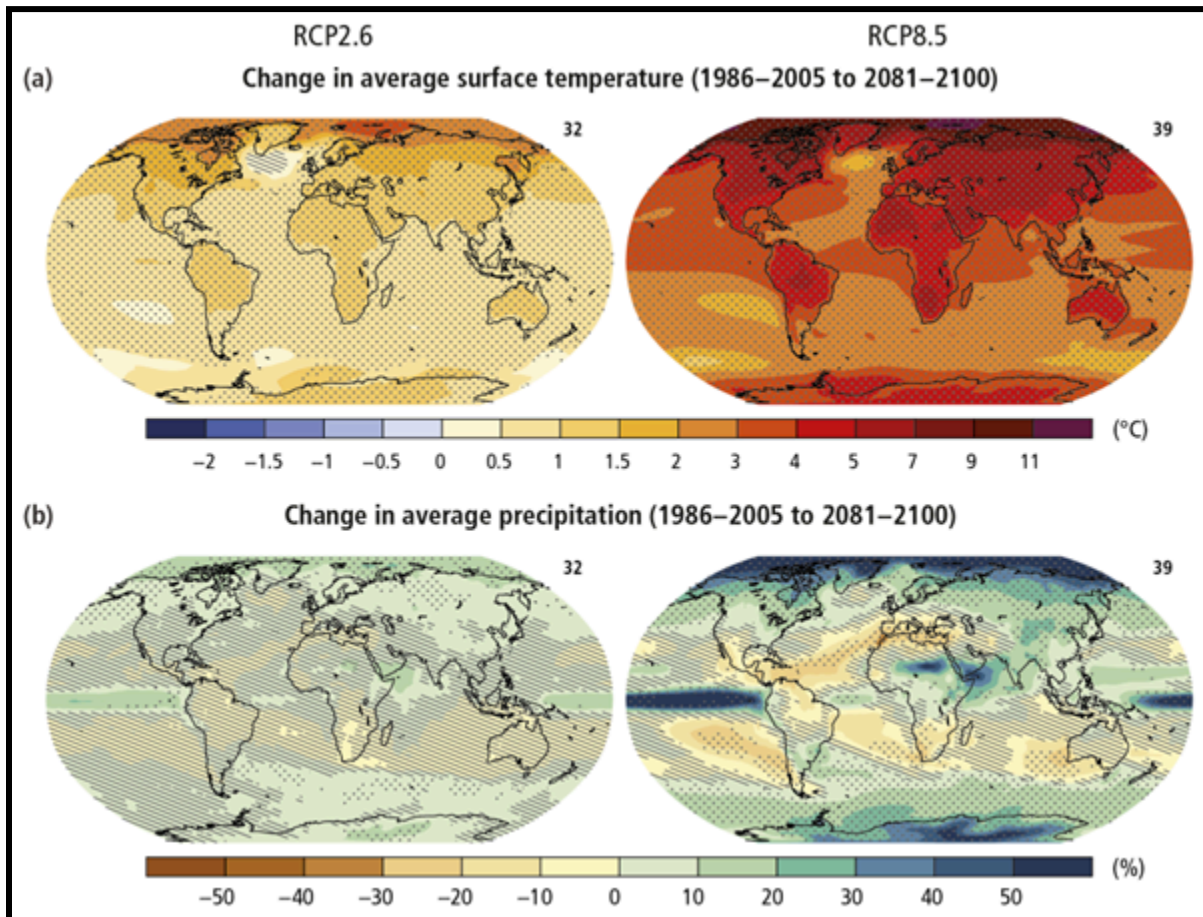 RCP2.6 RCP8.5
(a) Change in average surface temperature (1986–2005 to 2081–2100)
32 39
(°C)
−2 −1.5 −1 −0.5 0 0.5 1 1.5 2 3 4 5 7 9 11
(b) Change in average precipitation (1986–2005 to 2081–2100)
32 39
(%)
−50 −40 −30 −20 −10 0 10 20 30 40 50